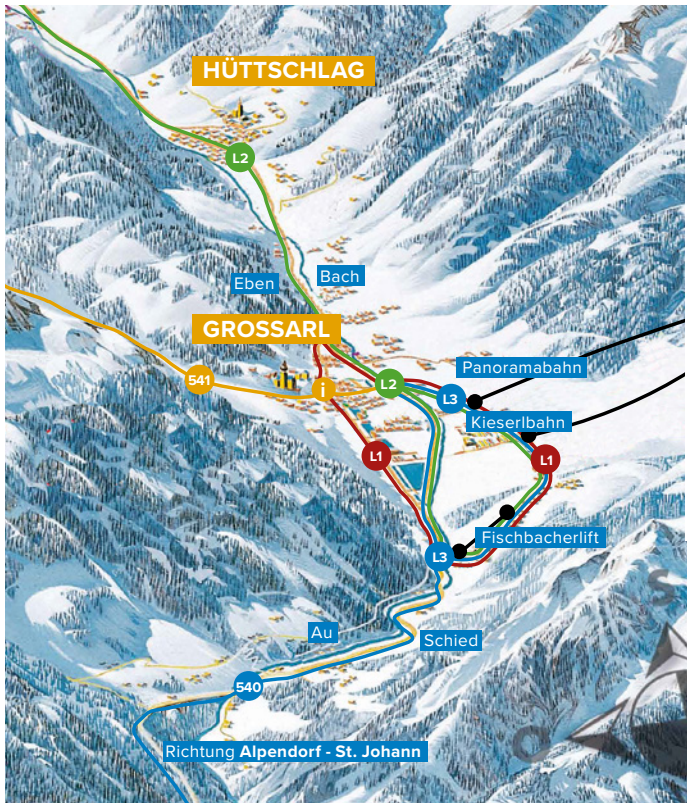 HÜTTSCHLAG
L2
Bach
Eben
GROSSARL
Panoramabahn
541
i
L2
L3
Kieserlbahn
L1
L1
Fischbacherlift
L3
S
Au
Schied
540
O
Richtung Alpendorf - St. Johann